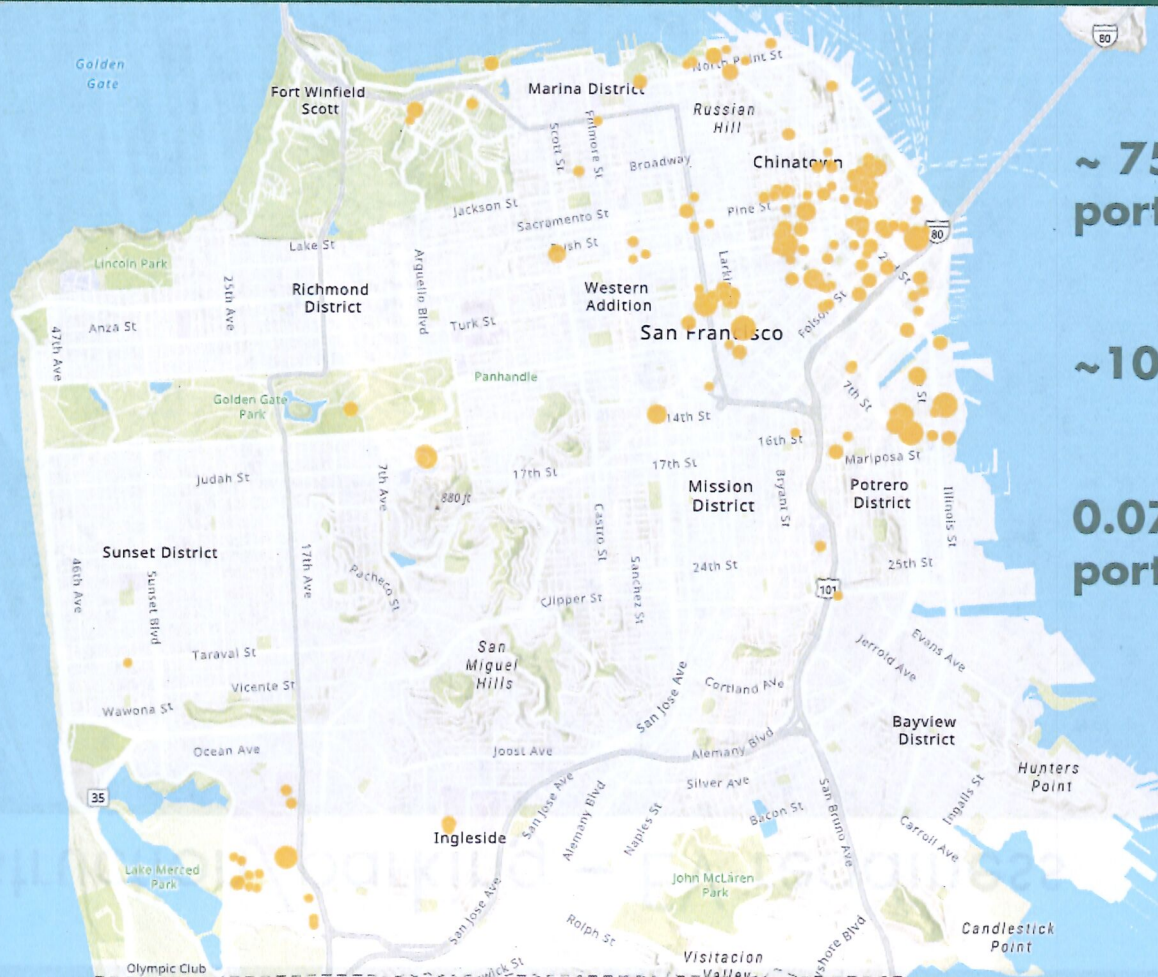 Golden
Gate
80
North Point St
Fort Winfield
Scott
Marina District
Russian
Hill
Scott St
Fillmore St
Broadway
Chinatown
~ 75
port
Jackson St
Sacramento St
Pine St
80
Lake St
Lincoln Park
25th Ave
Arguello Blvd
Richmond
District
Western
Addition
2nd St
Folsom St
47th Ave
Anza St
Turk St
San Francisco
~10
Panhandle
Golden Gate
Park
7th St
St
14th St
16th St
Mariposa St
Judah St
7th Ave
880 ft
17th St
17th St
Mission
District
Bryant St
Potrero
District
Illinois St
0.07
port
Sunset District
46th Ave
Sunset Blvd
17th Ave
Pacheco St
Castro St
Sanchez St
24th St
25th St
Clipper St
101
Taraval St
San
Miguel
Hills
Evans Ave
Jerrold Ave
Vicente St
Wawona St
San Jose Ave
Cortland Ave
Bayview
District
Ocean Ave
Joost Ave
Alemany Blvd
35
Silver Ave
Hunters
Point
San Jose Ave
Alemany Blvd
Naples St
Bacon St
San Bruno Ave
Ingalls St
Carroll Ave
Ingleside
Lake Merced
Park
John McLaren
Park
San Jose Ave
Rolph St
Candlestick
Point
Olympic Club
Visitacion
Valley